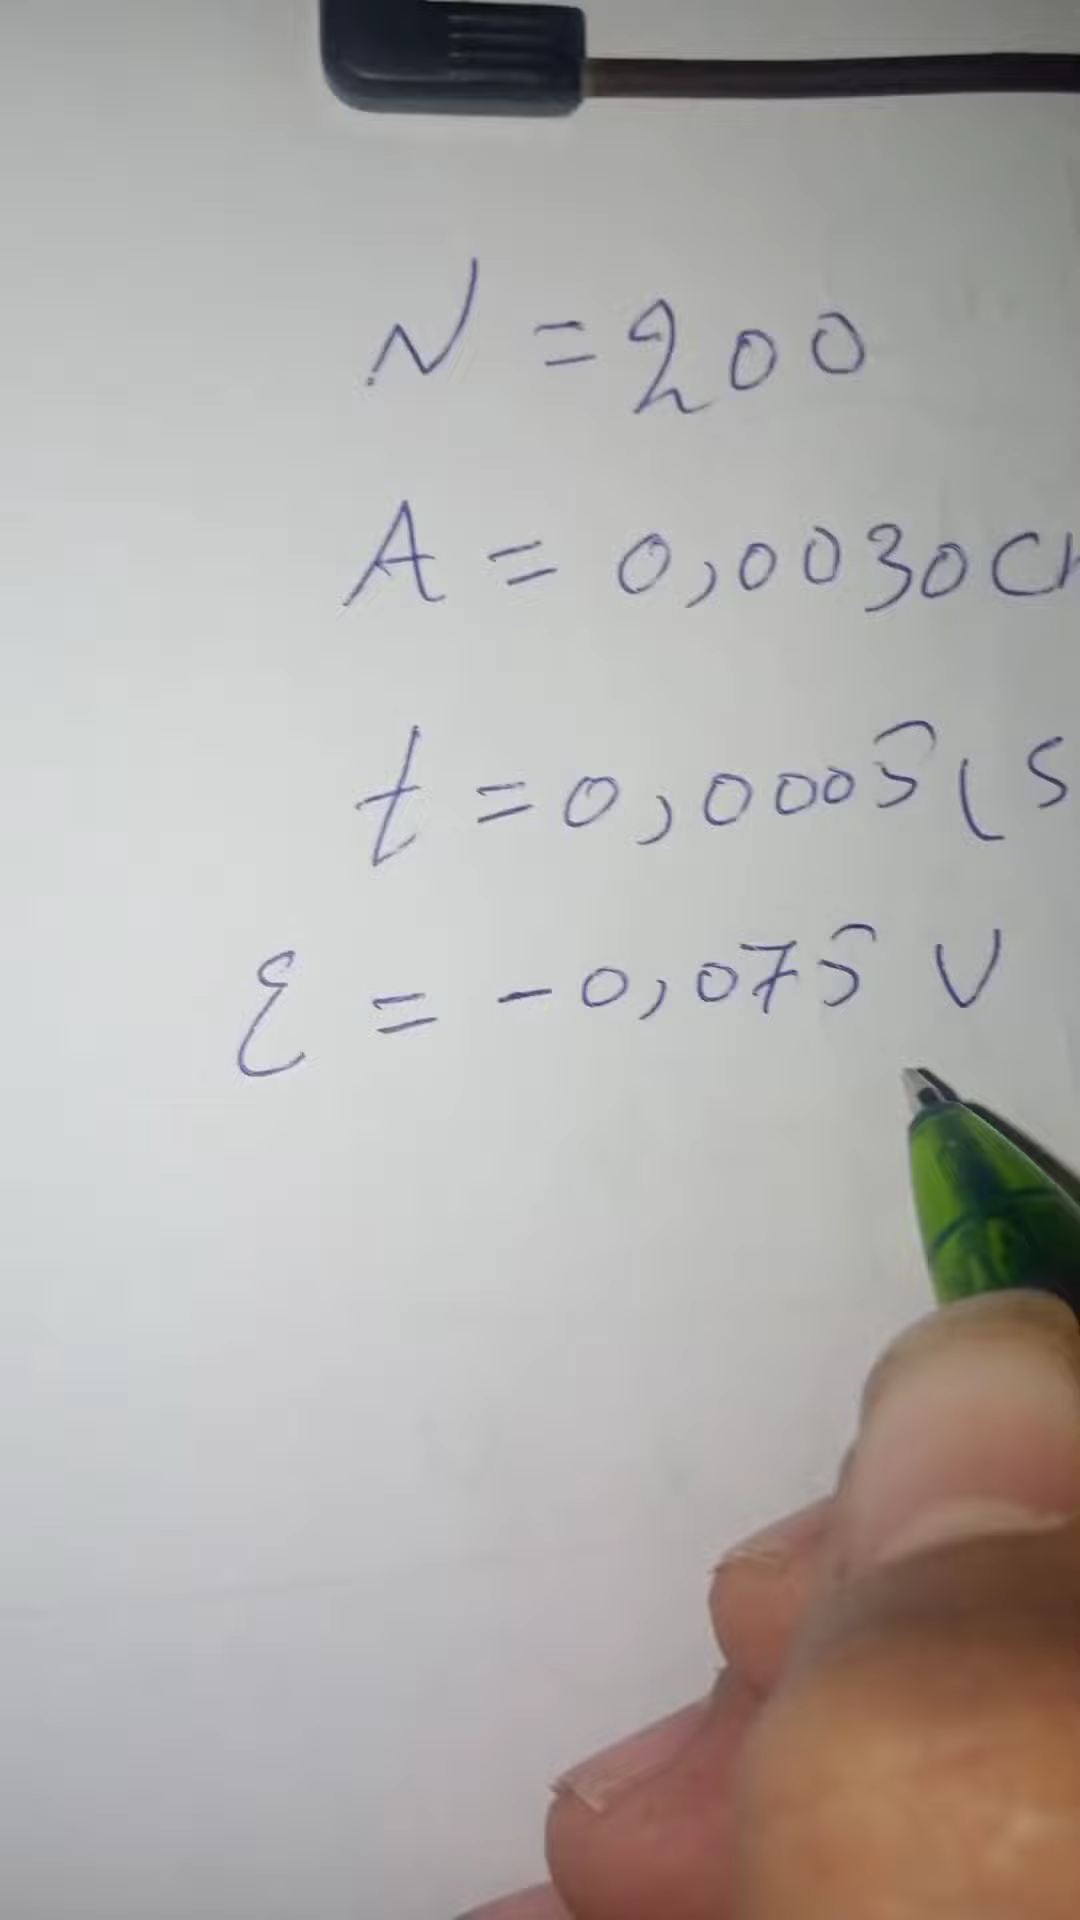 N = 200
A = 0,0030 c
t = 0,0005 (s
ε = -0,075 V